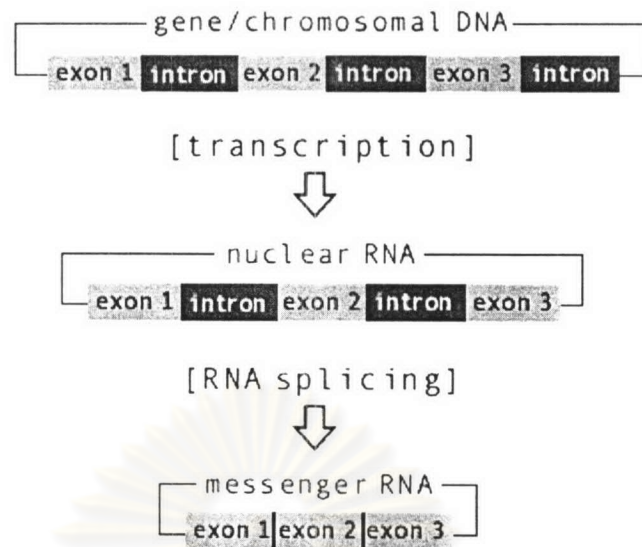 gene/chromosomal DNA
exon 1 intron exon 2 intron exon 3 intron
[transcription]
nuclear RNA
exon 1 intron exon 2 intron exon 3
[RNA splicing]
messenger RNA
exon 1 exon 2 exon 3